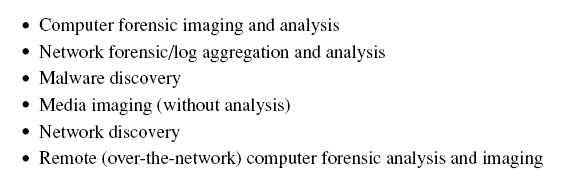 • Computer forensic imaging and analysis
• Network forensic/log aggregation and analysis
• Malware discovery
• Media imaging (without analysis)
• Network discovery
• Remote (over-the-network) computer forensic analysis and imaging